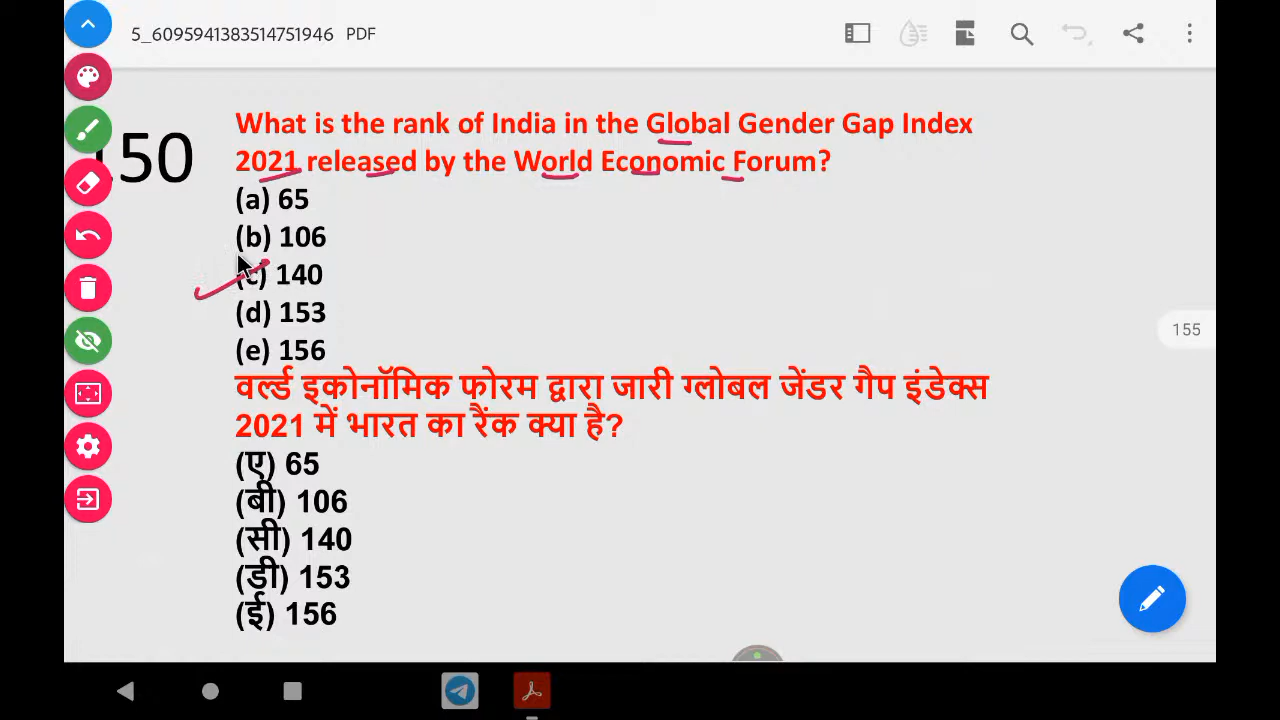 5_6095941383514751946 PDF
150
What is the rank of India in the Global Gender Gap Index
2021 released by the World Economic Forum?
(a) 65
(b) 106
(c) 140
(d) 153
(e) 156
155
वर्ल्ड इकोनॉमिक फोरम द्वारा जारी ग्लोबल जेंडर गैप इंडेक्स
2021 में भारत का रैंक क्या है?
(ए) 65
(बी) 106
(सी) 140
(डी) 153
(ई) 156